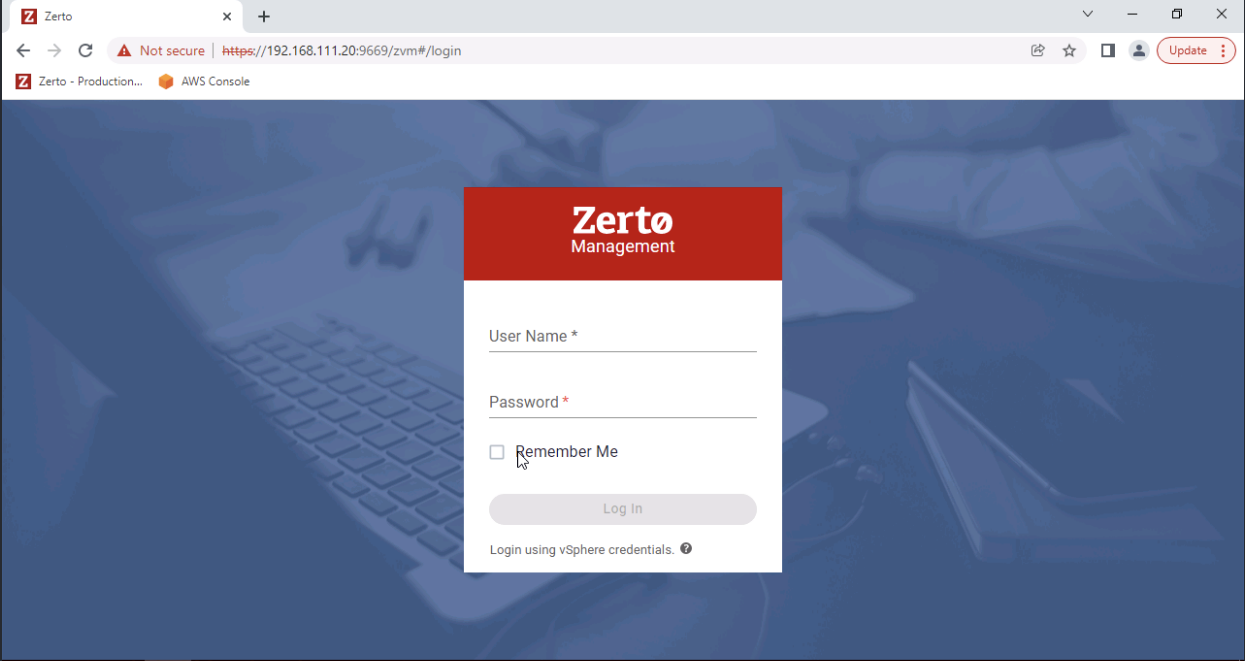 Zerto
Not secure | https://192.168.111.20:9669/zvm#/login
Update
Zerto - Production...
AWS Console
Zertø
Management
User Name *
Password *
Remember Me
Log In
Login using vSphere credentials.